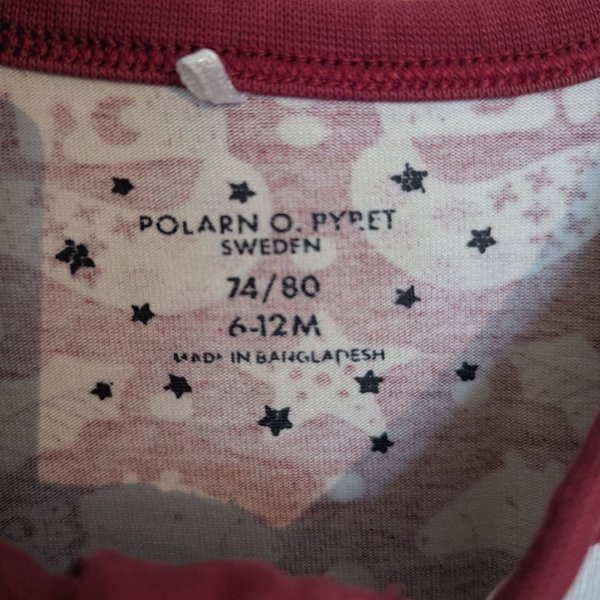 POLARN O. PYRET
SWEDEN
74/80
6-12M
MADE IN BANGLADESH